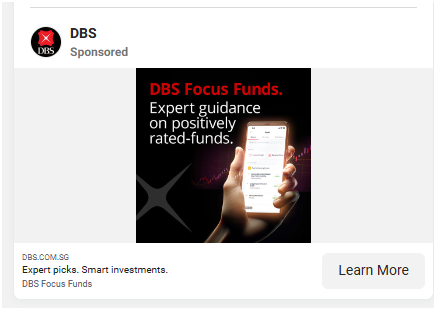 DBS
DBS
Sponsored
DBS Focus Funds.
Expert guidance
on positively
rated-funds.
DBS.COM.SG
Expert picks. Smart investments.
DBS Focus Funds
Learn More